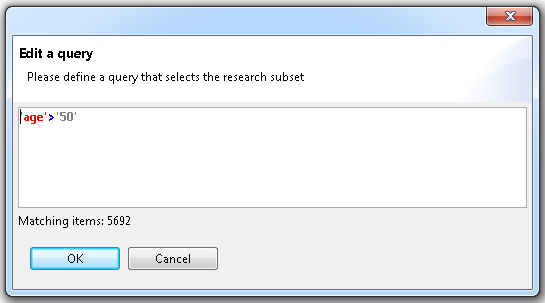 Edit a query
Please define a query that selects the research subset
'age'>'50'
Matching items: 5692
OK
Cancel